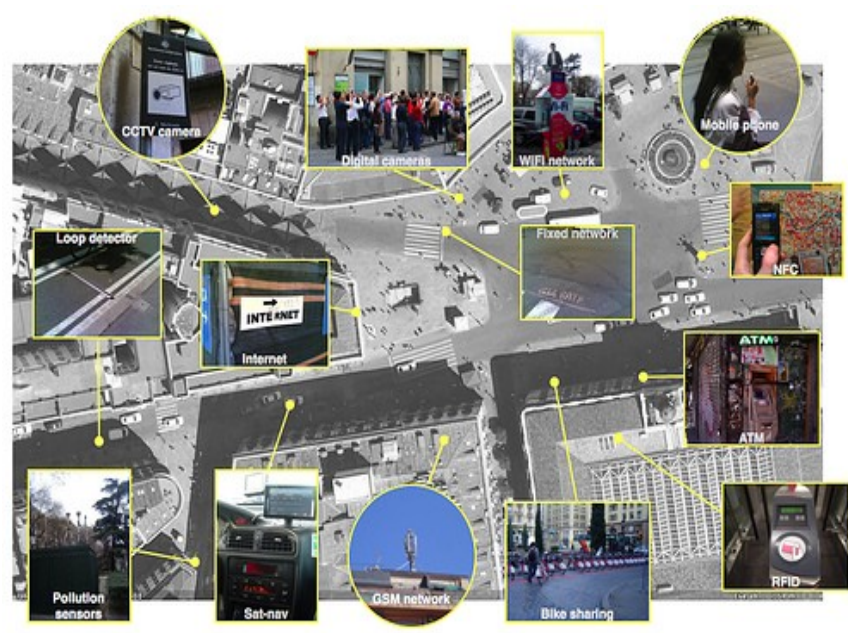 CCTV camera
Digital cameras
WIFI network
Mobile phone
Loop detector
Fixed network
NFC
INTERNET
Internet
ATM
ATM
Pollution
sensors
Sat-nav
GSM network
Bike sharing
RFID